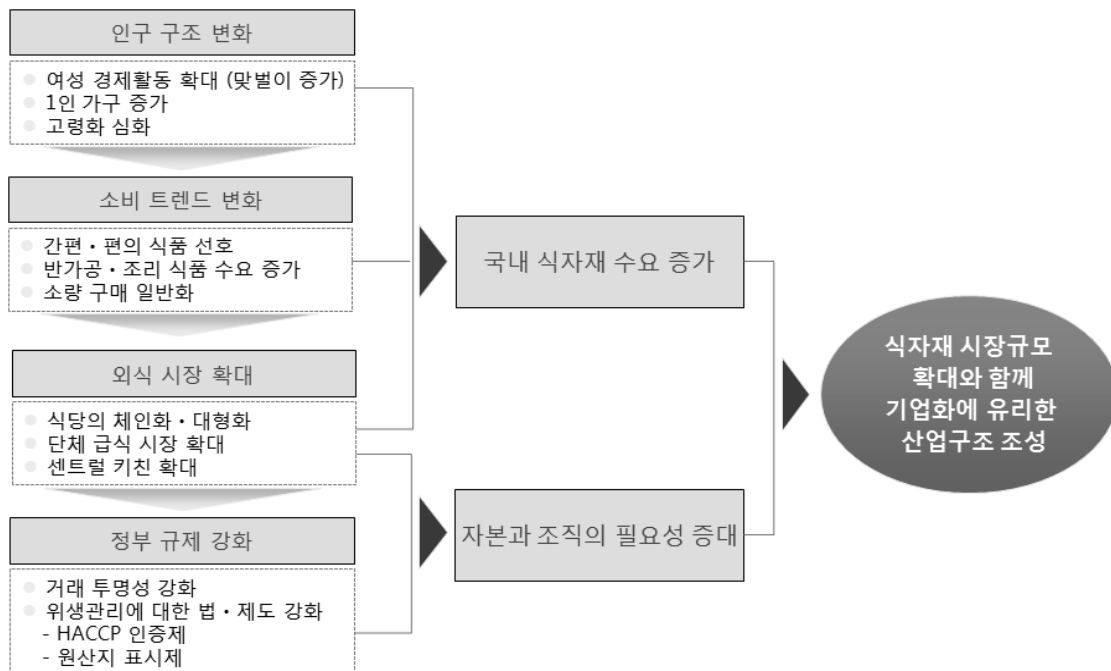 인구 구조 변화
여성 경제활동 확대 (맞벌이 증가)
1인 가구 증가
고령화 심화
소비 트렌드 변화
간편·편의 식품 선호
반가공·조리 식품 수요 증가
소량 구매 일반화
외식 시장 확대
식당의 체인화·대형화
단체 급식 시장 확대
센트럴 키친 확대
정부 규제 강화
거래 투명성 강화
위생관리에 대한 법·제도 강화
- HACCP 인증제
- 원산지 표시제
국내 식자재 수요 증가
자본과 조직의 필요성 증대
식자재 시장규모
확대와 함께
기업화에 유리한
산업구조 조성